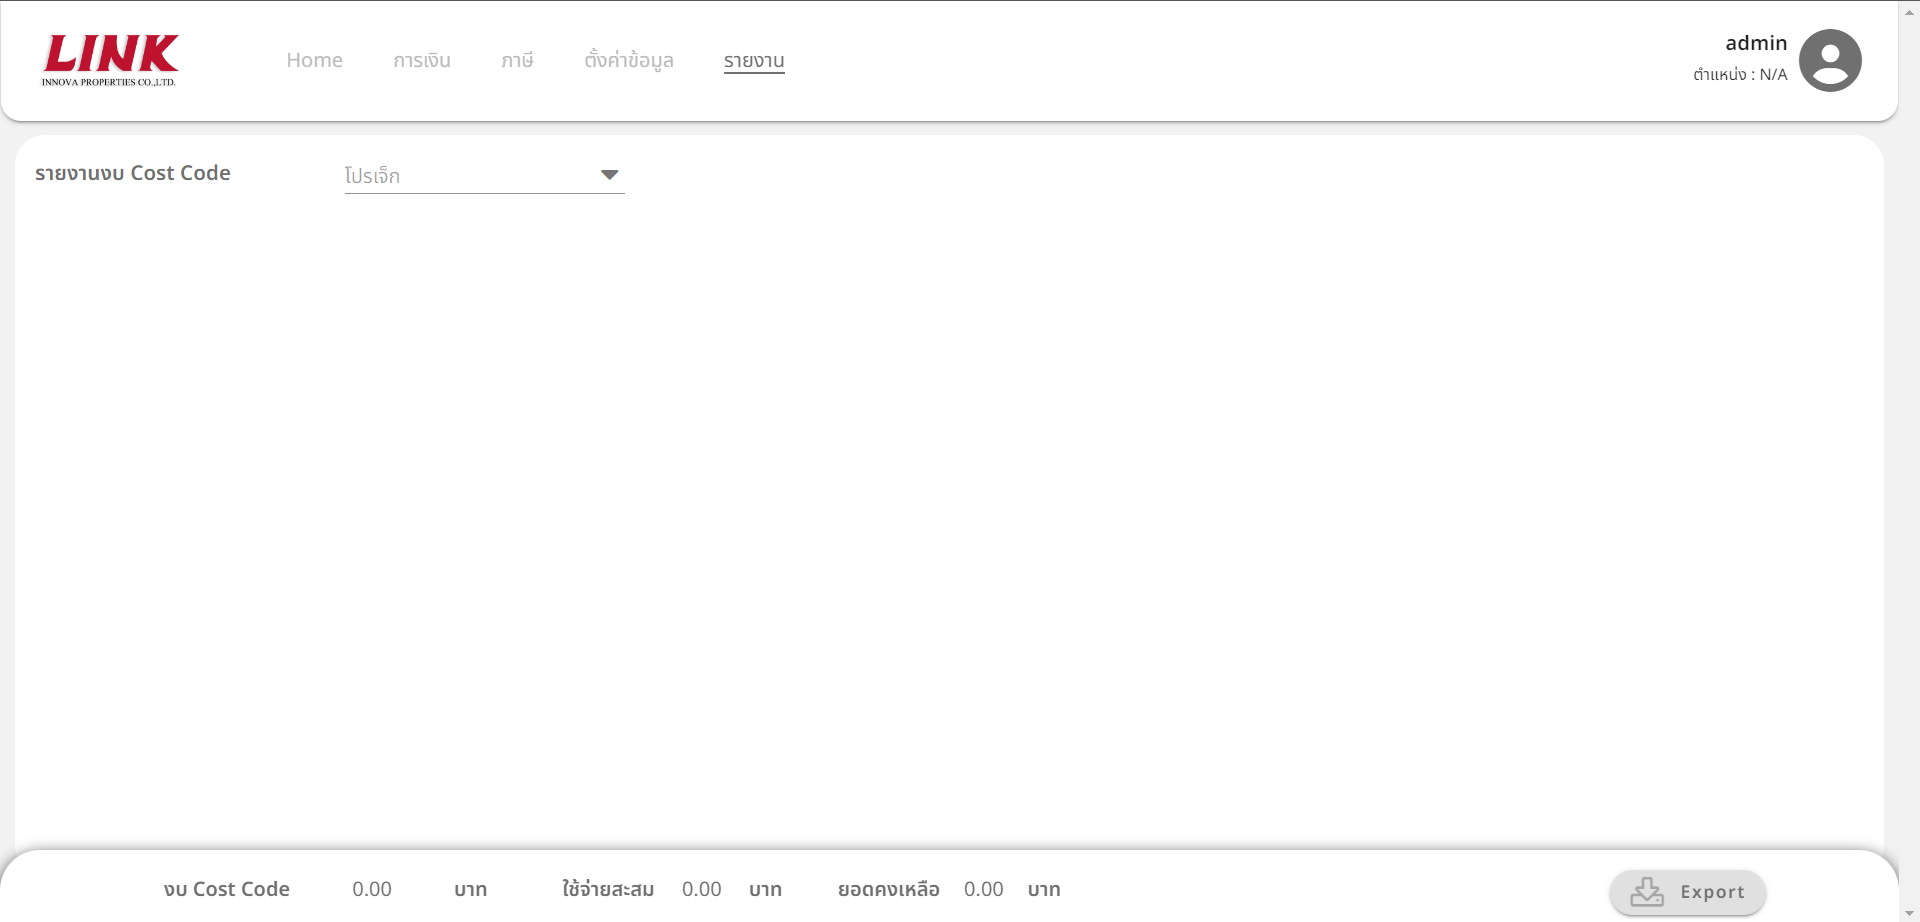 LINK
INNOVA PROPERTIES CO.,LTD.
Home การเงิน ภาษี ตั้งค่าข้อมูล รายงาน
admin
ตำแหน่ง : N/A
รายงานงบ Cost Code โปรเจ็ก
งบ Cost Code 0.00 บาท ใช้จ่ายสะสม 0.00 บาท ยอดคงเหลือ 0.00 บาท Export